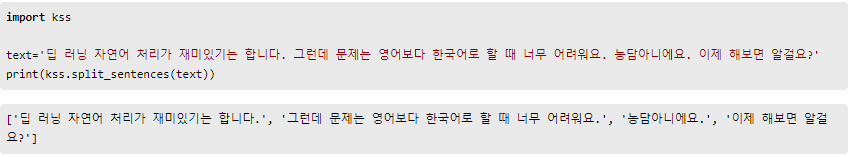 import kss
text='딥 러닝 자연어 처리가 재미있기는 합니다. 그런데 문제는 영어보다 한국어로 할 때 너무 어려워요. 농담아니에요. 이제 해보면 알걸요?'
print(kss.split_sentences(text))
['딥 러닝 자연어 처리가 재미있기는 합니다.', '그런데 문제는 영어보다 한국어로 할 때 너무 어려워요.', '농담아니에요.', '이제 해보면 알걸
요?']